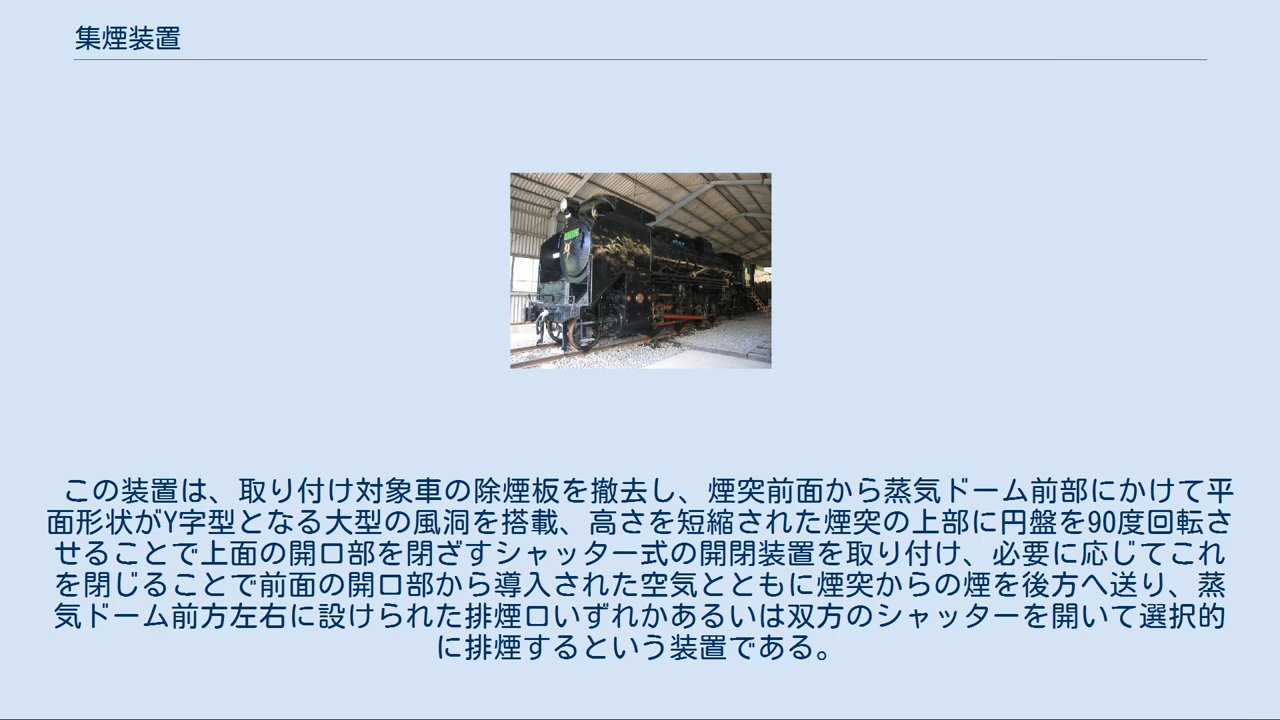 集煙装置
この装置は、取り付け対象車の除煙板を撤去し、煙突前面から蒸気ドーム前部にかけて平
面形状がY字型となる大型の風洞を搭載、高さを短縮された煙突の上部に円盤を90度回転さ
せることで上面の開口部を閉ざすシャッター式の開閉装置を取り付け、必要に応じてこれ
を閉じることで前面の開口部から導入された空気とともに煙突からの煙を後方へ送り、蒸
気ドーム前方左右に設けられた排煙口いずれかあるいは双方のシャッターを開いて選択的
に排煙するという装置である。